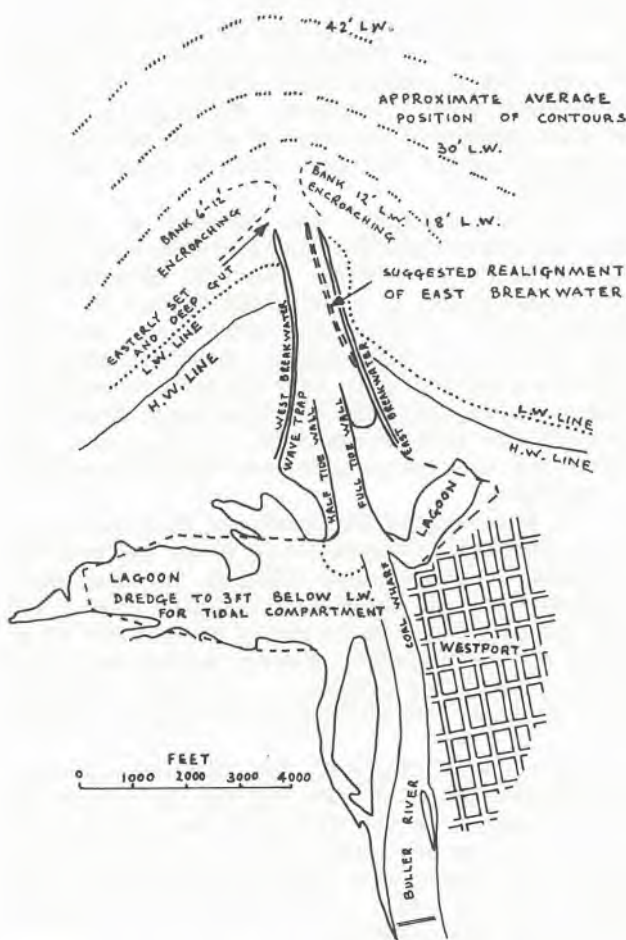 42' L.W.
APPROXIMATE AVERAGE
POSITION OF CONTOURS
30' L.W.
BANK 6'-12'
ENCROACHING
BANK 12' L.W.
ENCROACHING
18' L.W.
EASTERLY SET
AND DEEP GUT
SUGGESTED REALIGNMENT
OF EAST BREAKWATER
L.W. LINE
H.W. LINE
WEST BREAKWATER
WAVE TRAP
HALF TIDE WALL
FULL TIDE WALL
EAST BREAKWATER
L.W. LINE
H.W. LINE
LAGOON
LAGOON
DREDGE TO 3FT BELOW L.W.
FOR TIDAL COMPARTMENT
COAL WHARF
WESTPORT
FEET
0 1000 2000 3000 4000
BULLER RIVER